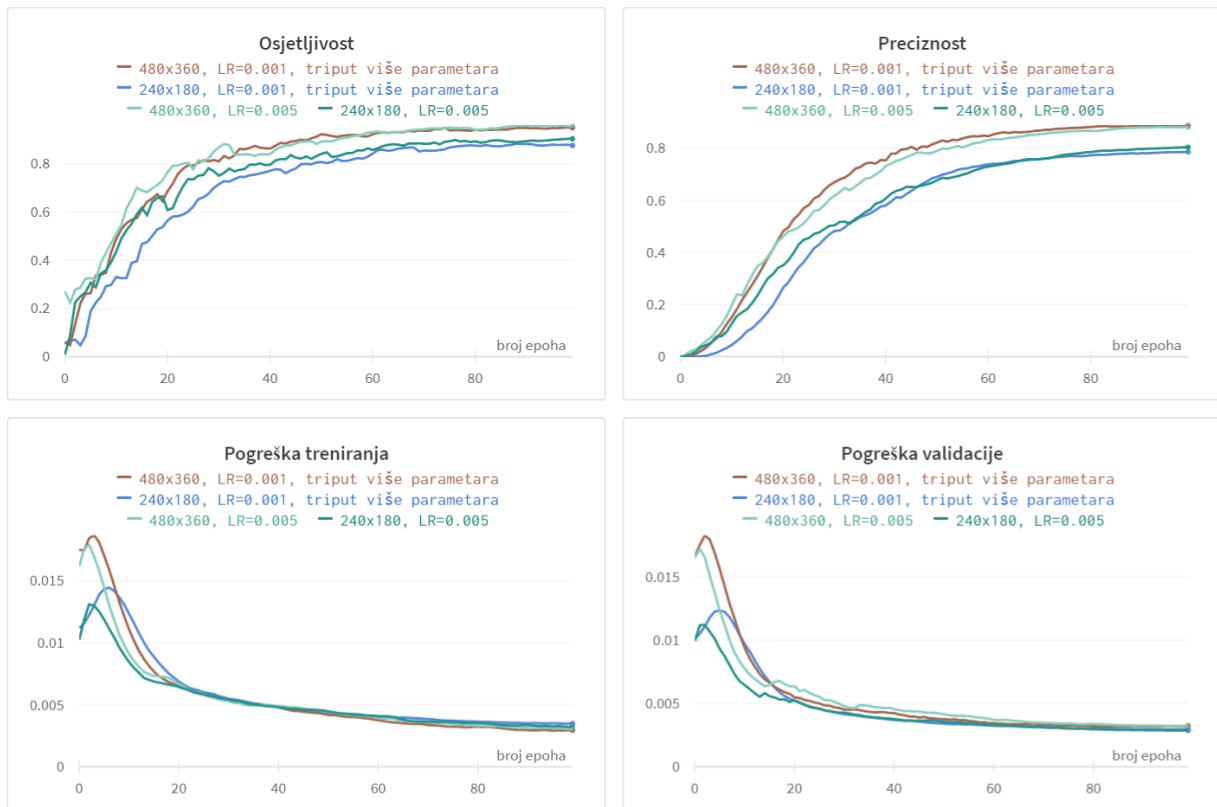 Osjetljivost
480x360, LR=0.001, triput više parametara
240x180, LR=0.001, triput više parametara
480x360, LR=0.005 240x180, LR=0.005
0.8
0.6
0.4
0.2
0
broj epoha
0 20 40 60 80
Preciznost
480x360, LR=0.001, triput više parametara
240x180, LR=0.001, triput više parametara
480x360, LR=0.005 240x180, LR=0.005
0.8
0.6
0.4
0.2
0
broj epoha
0 20 40 60 80
Pogreška treniranja
480x360, LR=0.001, triput više parametara
240x180, LR=0.001, triput više parametara
480x360, LR=0.005 240x180, LR=0.005
0.015
0.01
0.005
0
broj epoha
0 20 40 60 80
Pogreška validacije
480x360, LR=0.001, triput više parametara
240x180, LR=0.001, triput više parametara
480x360, LR=0.005 240x180, LR=0.005
0.015
0.01
0.005
0
broj epoha
0 20 40 60 80